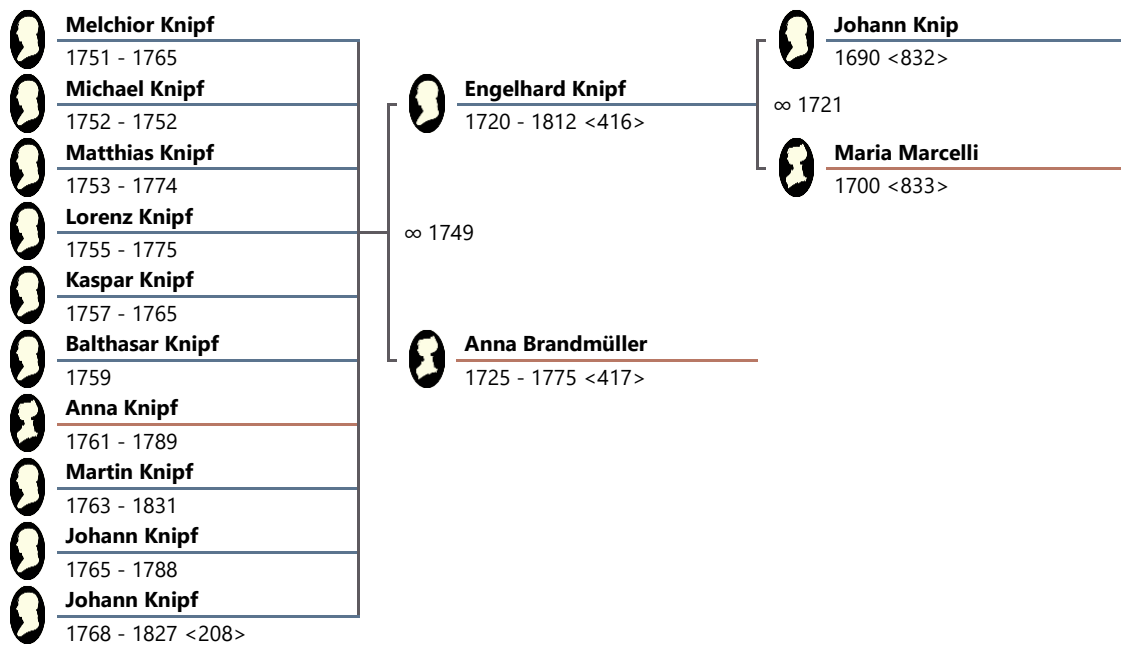 Melchior Knipf
1751 - 1765
Michael Knipf
1752 - 1752
Matthias Knipf
1753 - 1774
Lorenz Knipf
1755 - 1775
Kaspar Knipf
1757 - 1765
Balthasar Knipf
1759
Anna Knipf
1761 - 1789
Martin Knipf
1763 - 1831
Johann Knipf
1765 - 1788
Johann Knipf
1768 - 1827 <208>
Engelhard Knipf
1720 - 1812 <416>
∞ 1749
Anna Brandmüller
1725 - 1775 <417>
Johann Knip
1690 <832>
∞ 1721
Maria Marcelli
1700 <833>